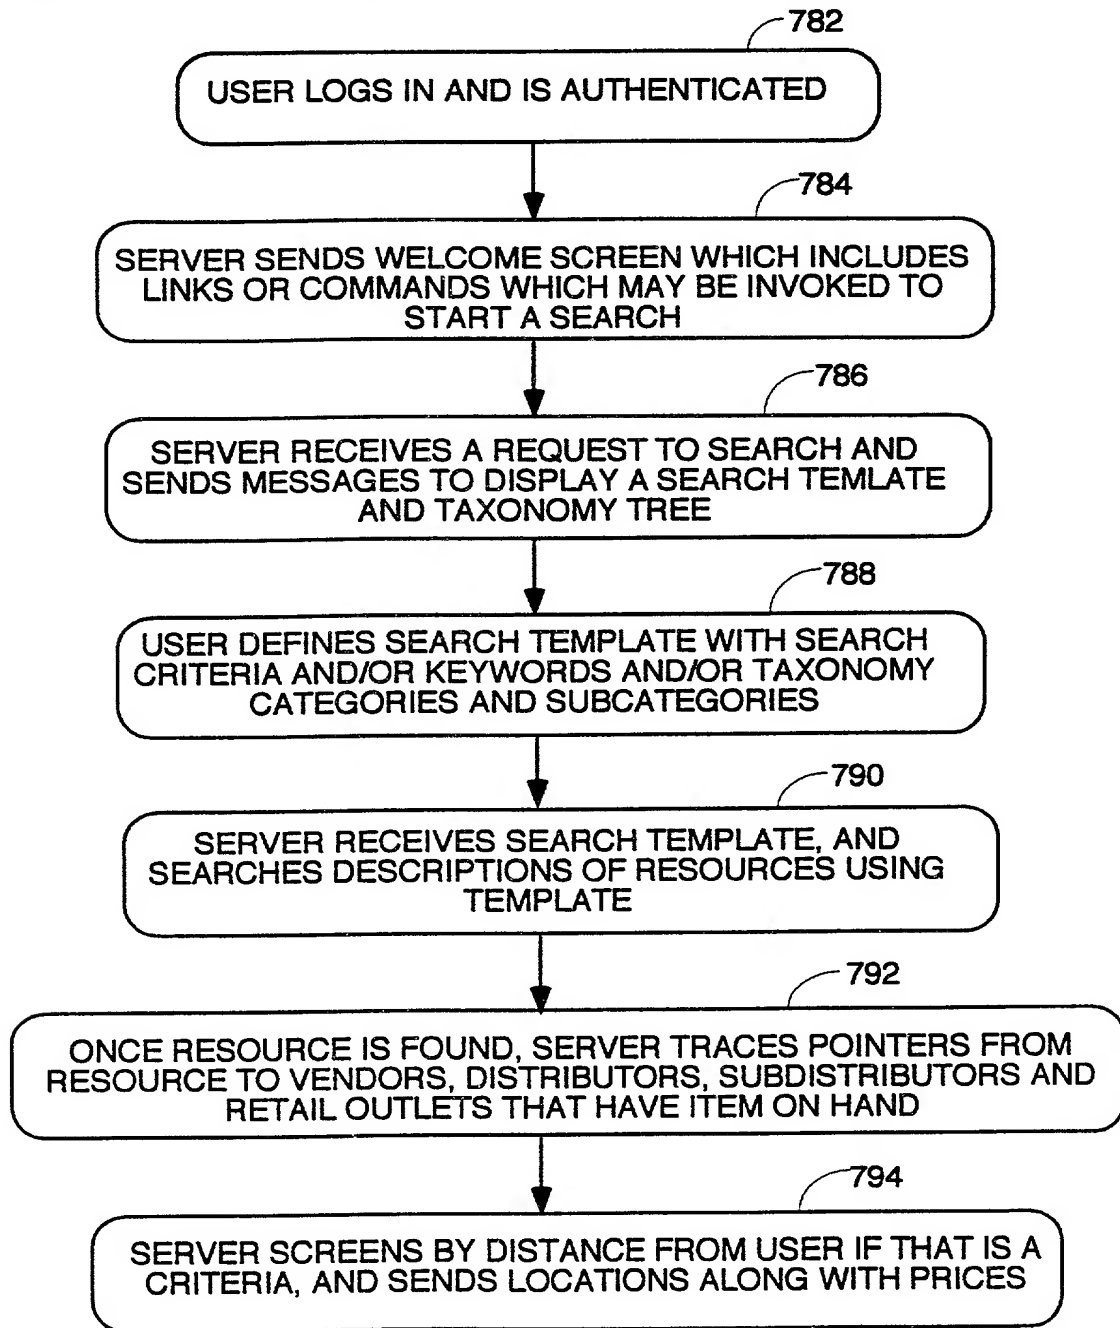 782
USER LOGS IN AND IS AUTHENTICATED
784
SERVER SENDS WELCOME SCREEN WHICH INCLUDES
LINKS OR COMMANDS WHICH MAY BE INVOKED TO
START A SEARCH
786
SERVER RECEIVES A REQUEST TO SEARCH AND
SENDS MESSAGES TO DISPLAY A SEARCH TEMLATE
AND TAXONOMY TREE
788
USER DEFINES SEARCH TEMPLATE WITH SEARCH
CRITERIA AND/OR KEYWORDS AND/OR TAXONOMY
CATEGORIES AND SUBCATEGORIES
790
SERVER RECEIVES SEARCH TEMPLATE, AND
SEARCHES DESCRIPTIONS OF RESOURCES USING
TEMPLATE
792
ONCE RESOURCE IS FOUND, SERVER TRACES POINTERS FROM
RESOURCE TO VENDORS, DISTRIBUTORS, SUBDISTRIBUTORS AND
RETAIL OUTLETS THAT HAVE ITEM ON HAND
794
SERVER SCREENS BY DISTANCE FROM USER IF THAT IS A
CRITERIA, AND SENDS LOCATIONS ALONG WITH PRICES